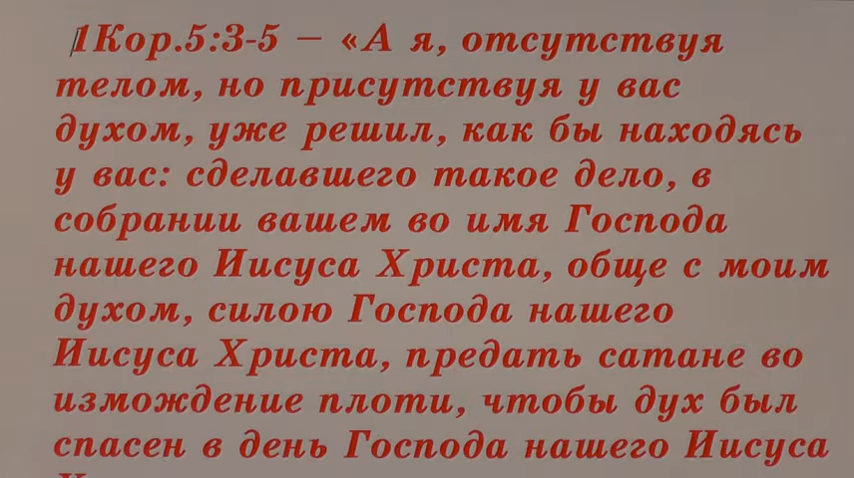 1Кор.5:3-5 – «А я, отсутствуя
телом, но присутствуя у вас
духом, уже решил, как бы находясь
у вас: сделавшего такое дело, в
собрании вашем во имя Господа
нашего Иисуса Христа, обще с моим
духом, силою Господа нашего
Иисуса Христа, предать сатане во
измождение плоти, чтобы дух был
спасен в день Господа нашего Иисуса